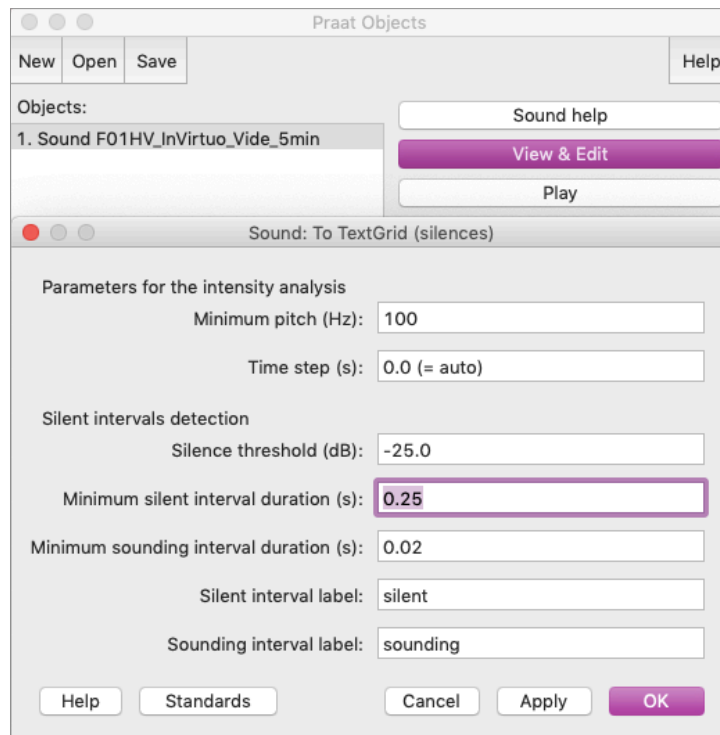 Praat Objects
New Open Save Help
Objects:
1. Sound F01HV_InVirtuo_Vide_5min
Sound help
View & Edit
Play
Sound: To TextGrid (silences)
Parameters for the intensity analysis
Minimum pitch (Hz): 100
Time step (s): 0.0 (= auto)
Silent intervals detection
Silence threshold (dB): -25.0
Minimum silent interval duration (s): 0.25
Minimum sounding interval duration (s): 0.02
Silent interval label: silent
Sounding interval label: sounding
Help Standards Cancel Apply OK